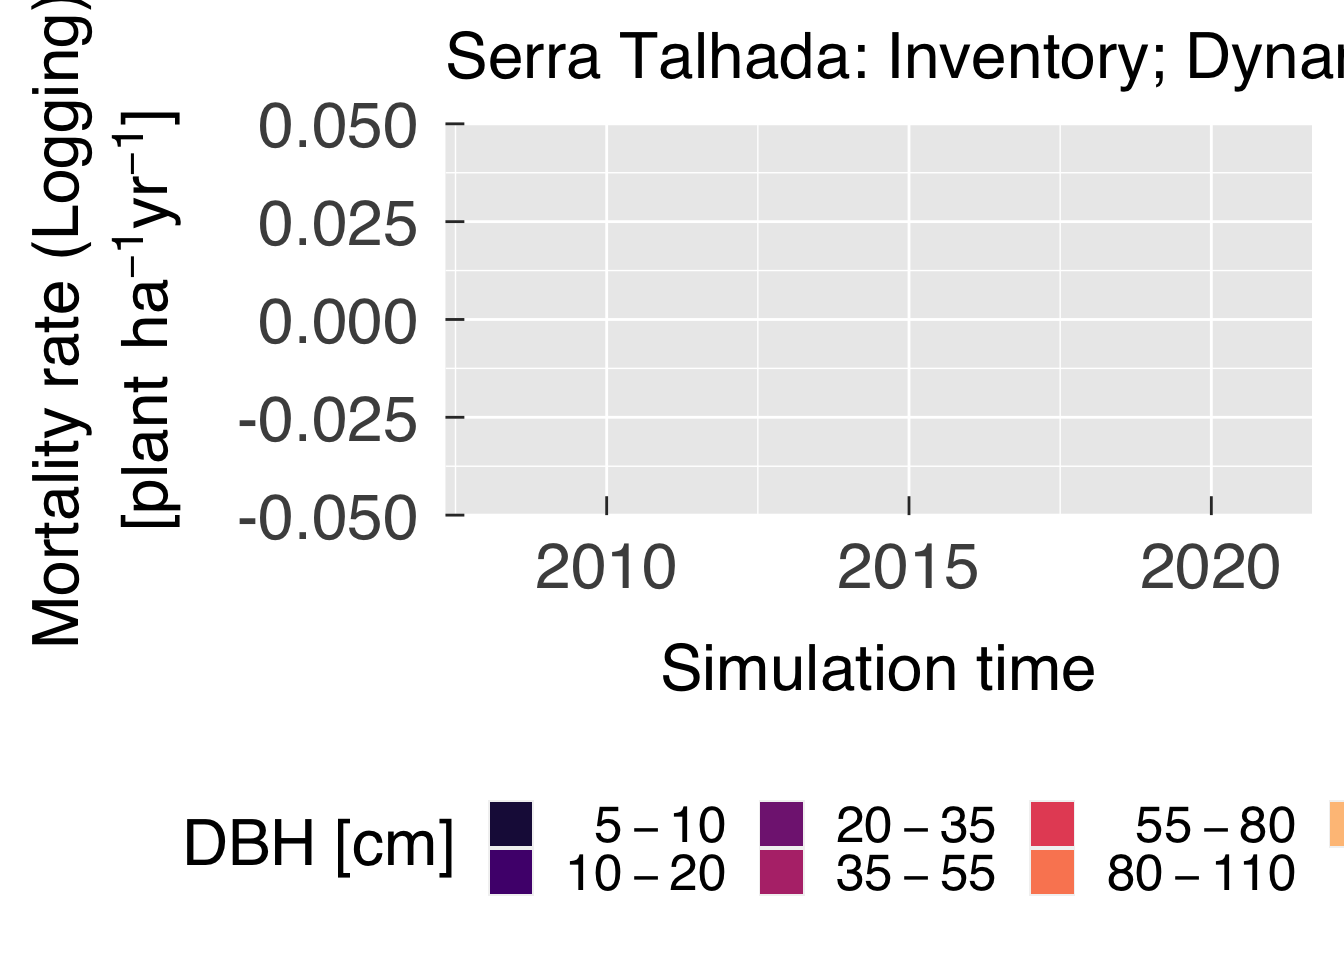 Serra Talhada: Inventory; Dynar
Mortality rate (Logging)
[plant ha⁻¹yr⁻¹]
0.050
0.025
0.000
-0.025
-0.050
2010 2015 2020
Simulation time
DBH [cm]
5 – 10 20 – 35 55 – 80
10 – 20 35 – 55 80 – 110